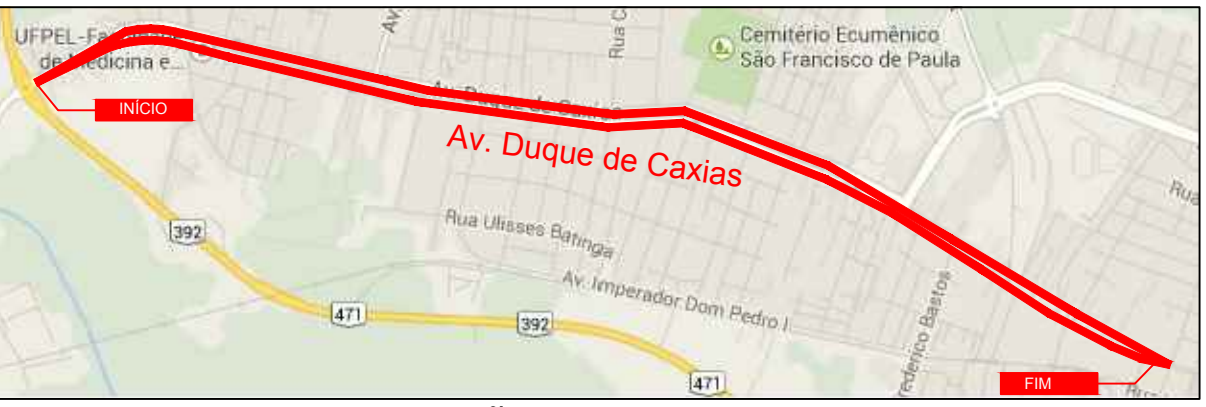 UFPEL-Fa
de Medicina e...
INÍCIO
Av.
Rua C
Cemitério Ecumênico
São Francisco de Paula
Av. Duque de Caxias
Av. Duque de Caxias
Rua
392
Rua Ulisses Batinga
Av. Imperador Dom Pedro I
ederico Bastos
471
392
471
FIM